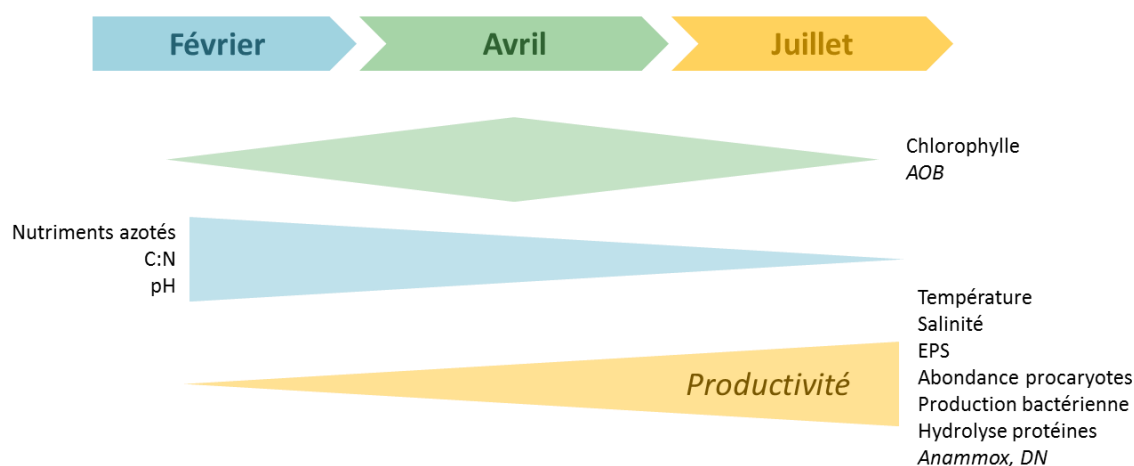 Février
Avril
Juillet
Chlorophylle
AOB
Nutriments azotés
C:N
pH
Température
Salinité
EPS
Abondance procaryotes
Production bactérienne
Hydrolyse protéines
Anammox, DN
Productivité